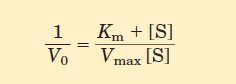 1/V₀ = (Kₘ + [S])/(Vₘₐₓ [S])